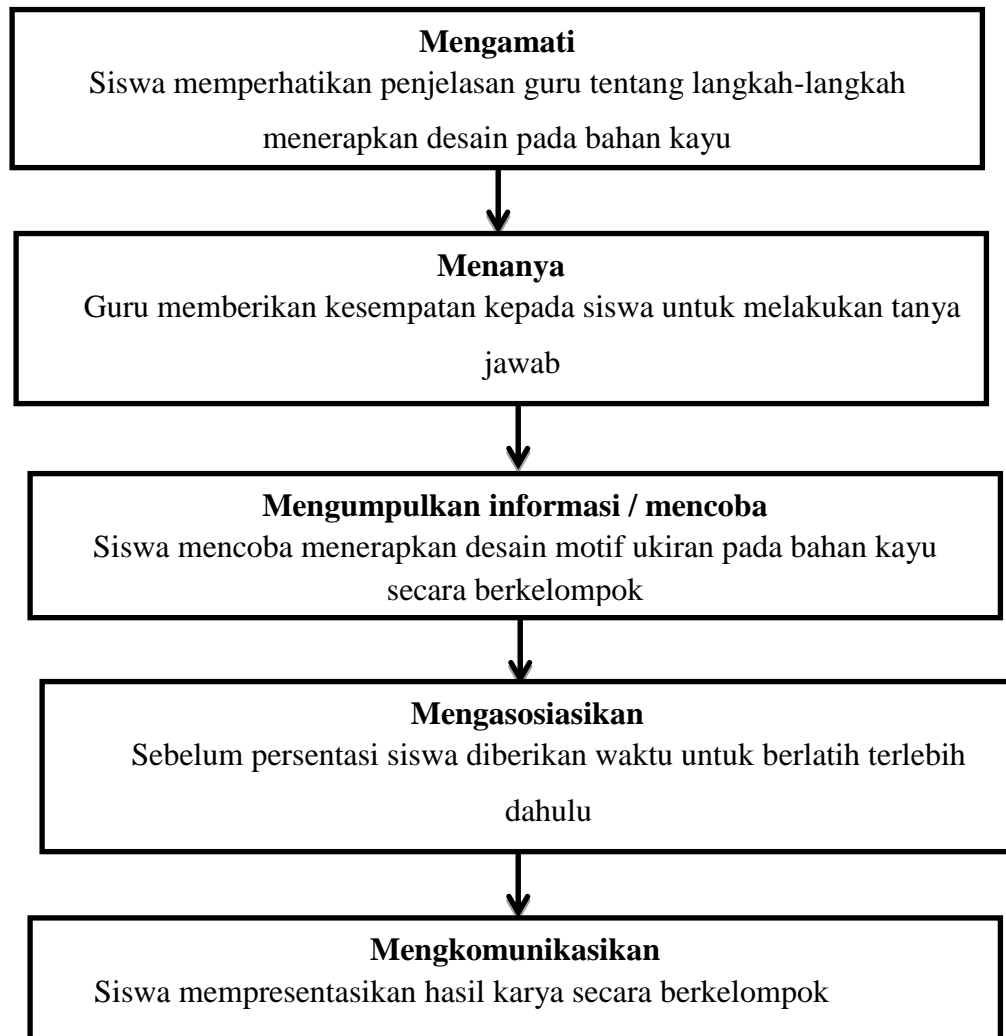 Mengamati
Siswa memperhatikan penjelasan guru tentang langkah-langkah
menerapkan desain pada bahan kayu
Menanya
Guru memberikan kesempatan kepada siswa untuk melakukan tanya
jawab
Mengumpulkan informasi / mencoba
Siswa mencoba menerapkan desain motif ukiran pada bahan kayu
secara berkelompok
Mengasosiasikan
Sebelum persentasi siswa diberikan waktu untuk berlatih terlebih
dahulu
Mengkomunikasikan
Siswa mempresentasikan hasil karya secara berkelompok